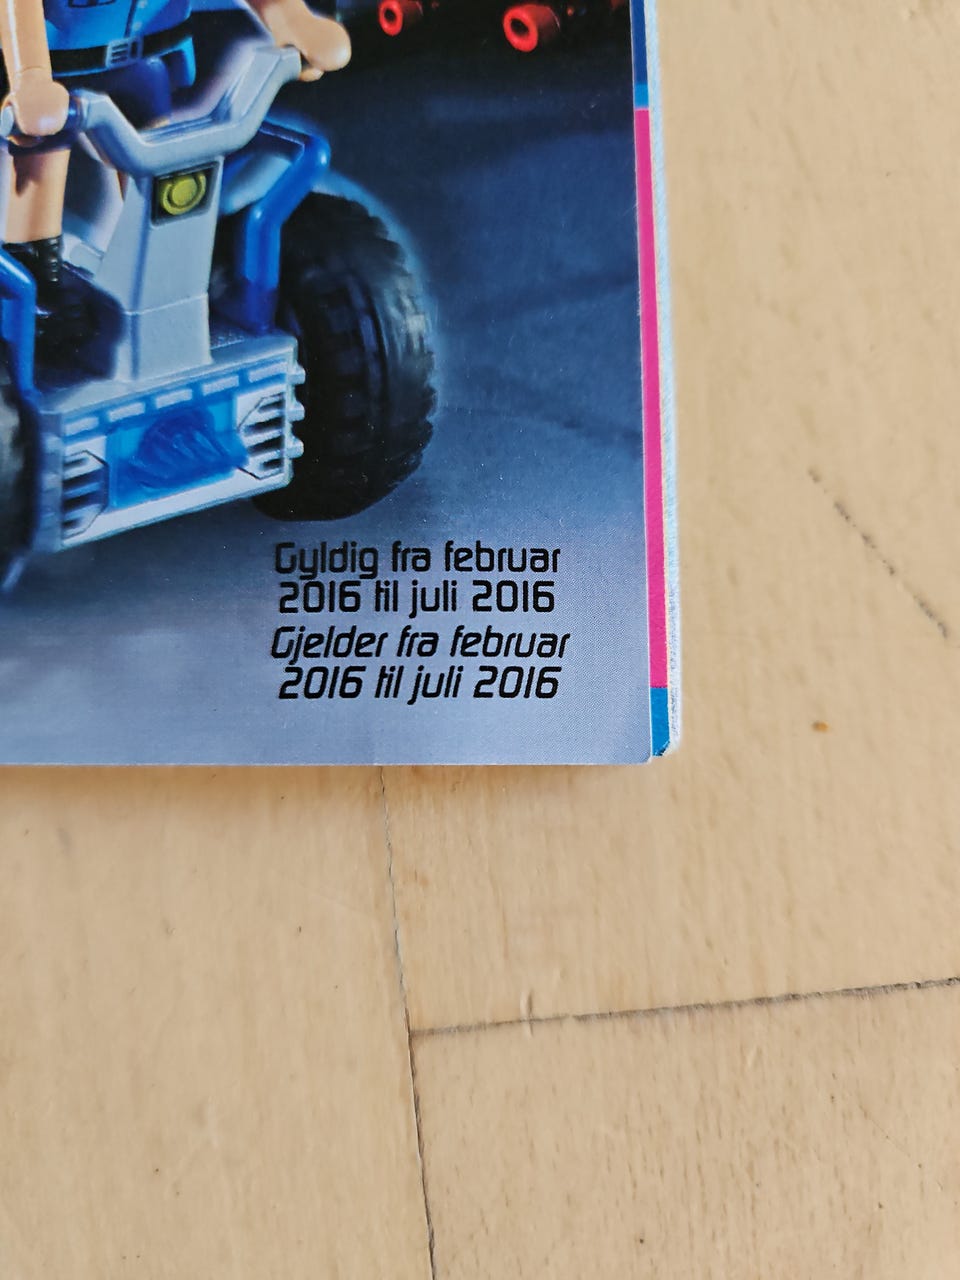 Gyldig fra februar
2016 til juli 2016
Gjelder fra februar
2016 til juli 2016